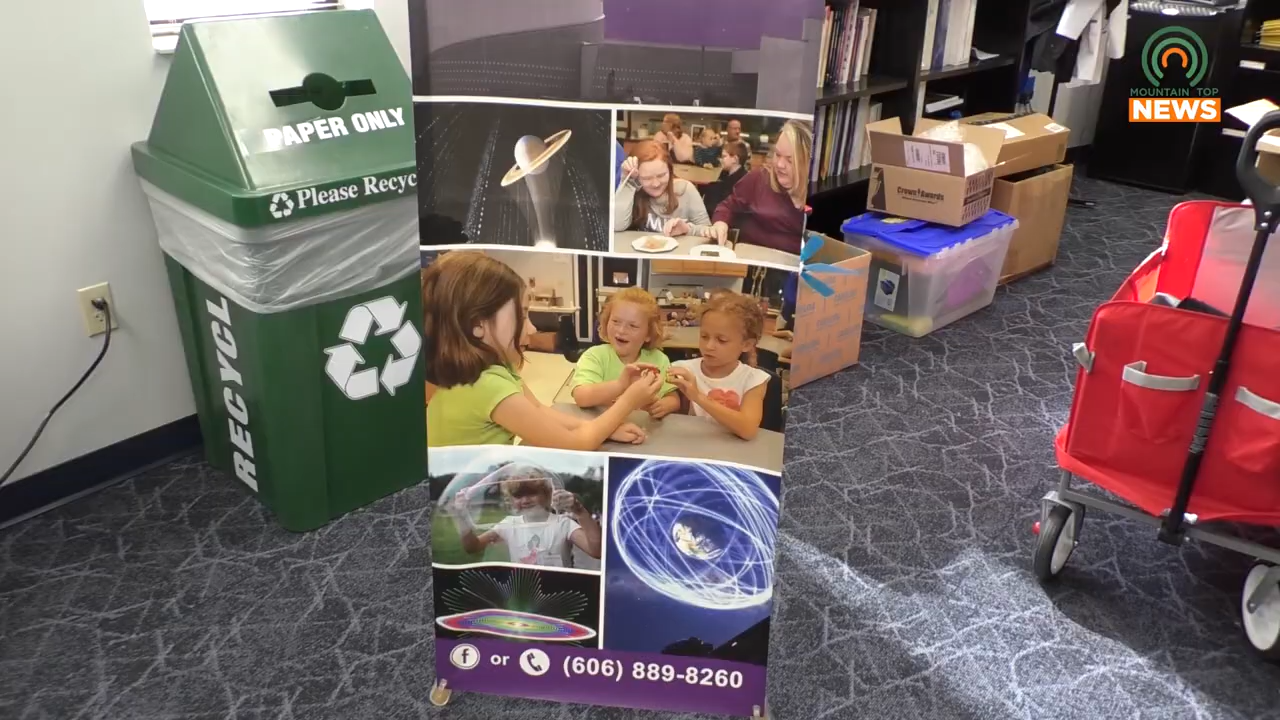 PAPER ONLY
Please Recyc
RECYCL
MOUNTAIN TOP
NEWS
Crown Awards
f or (606) 889-8260